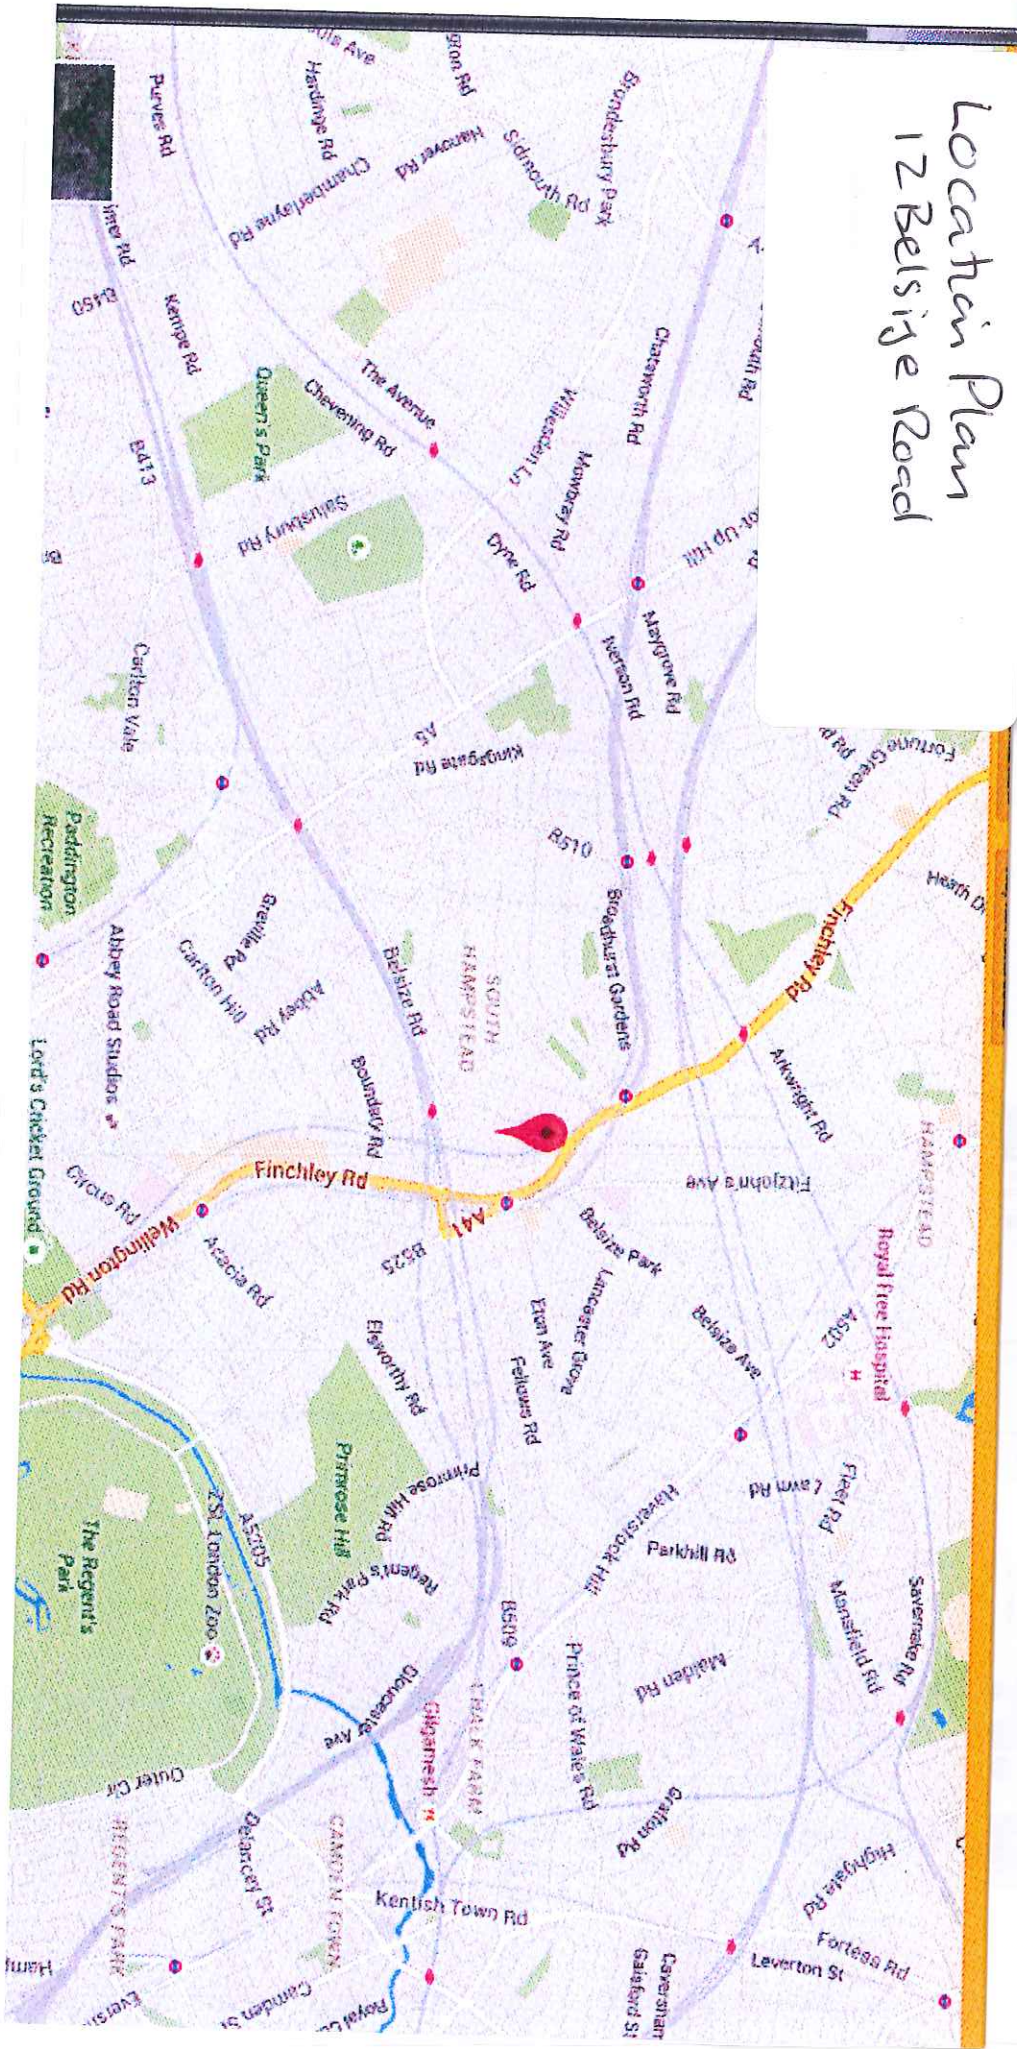 Location Plan
12 Belsize Road
Purves Rd
Hardinge Rd
Hanover Rd
Chamberlayne Rd
Sidmouth Rd
Brondesbury Park
B450
Kempe Rd
Queen's Park
The Avenue
Chevening Rd
Willesden Ln
Mowbray Rd
Chatsworth Rd
B413
Salusbury Rd
Dyne Rd
Iverson Rd
Maygrove Rd
Carlton Vale
A5
Kingsgate Rd
Fortune Green Rd
B510
Paddington
Recreation
Greville Rd
Carlton Hill
Abbey Rd
Abbey Road Studios
Belsize Rd
SOUTH
HAMPSTEAD
Broadhurst Gardens
Finchley Rd
Heath Dr
Boundary Rd
Arkwright Rd
HAMPSTEAD
Lord's Cricket Ground
Circus Rd
Wellington Rd
Finchley Rd
Acacia Rd
A41
B525
Fitzjohn's Ave
Belsize Park
Lancaster Grove
Eton Ave
Fellows Rd
Belsize Ave
A502
Royal Free Hospital
H
Elsworthy Rd
Primrose Hill
Primrose Hill Rd
Regent's Park Rd
A5205
ZSL London Zoo
The Regent's
Park
Haverstock Hill
Lawn Rd
Fleet Rd
Parkhill Rd
Mansfield Rd
Savernake Rd
B509
Malden Rd
Prince of Wales Rd
Gloucester Ave
Gilgamesh
CHALK FARM
Outer Cir
Delancey St
REGENT'S PARK
CAMDEN TOWN
Grafton Rd
Highgate Rd
Kentish Town Rd
Fortess Rd
Leverton St
Caversham
Gaisford St
Camden St